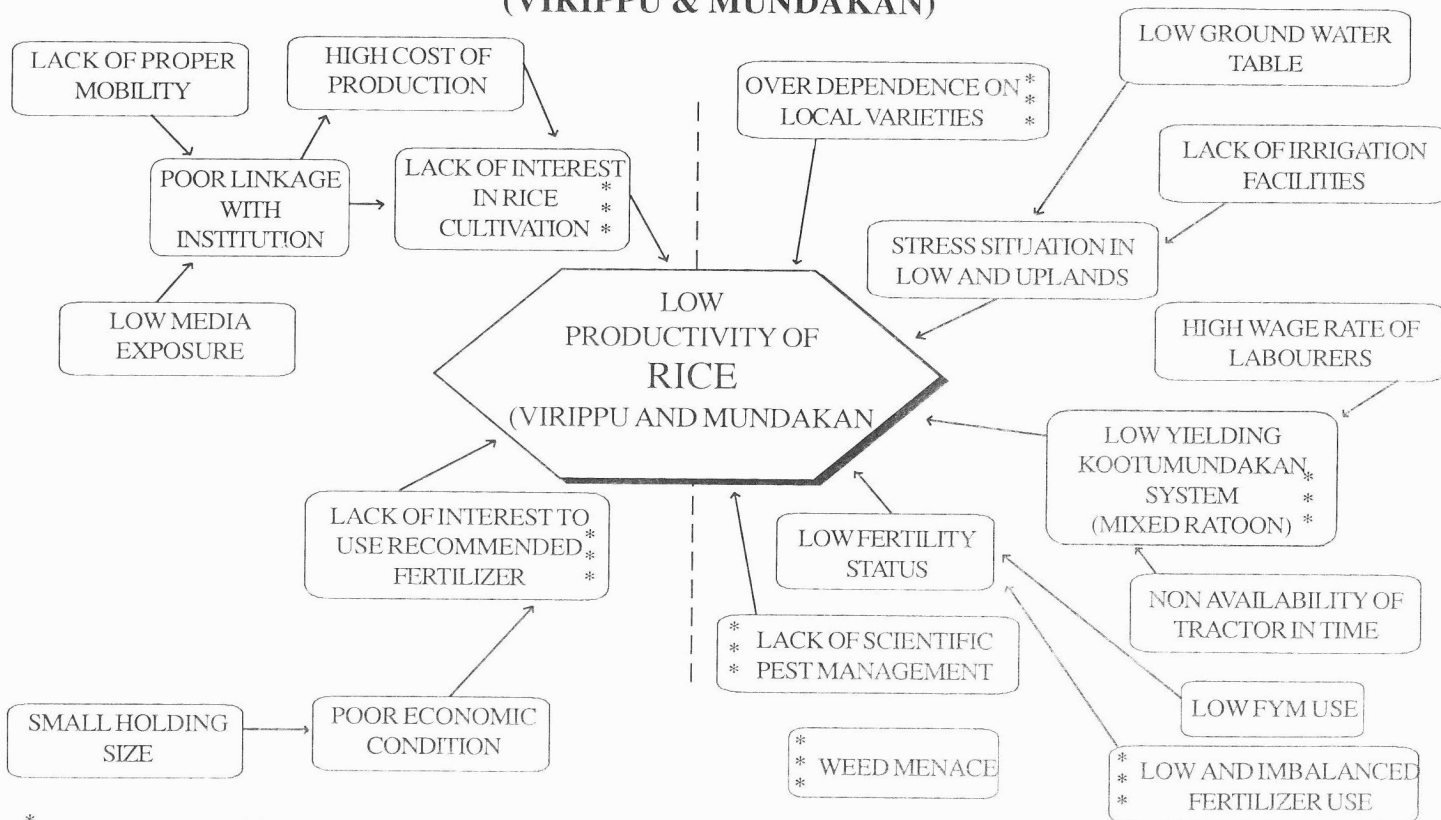 (VIRIPPU & MUNDAKAN)
LACK OF PROPER
MOBILITY
HIGH COST OF
PRODUCTION
OVER DEPENDENCE ON *
LOCAL VARIETIES *
*
LOW GROUND WATER
TABLE
POOR LINKAGE
WITH
INSTITUTION
LACK OF INTEREST
IN RICE *
CULTIVATION *
*
LACK OF IRRIGATION
FACILITIES
STRESS SITUATION IN
LOW AND UPLANDS
LOW MEDIA
EXPOSURE
LOW
PRODUCTIVITY OF
RICE
(VIRIPPU AND MUNDAKAN
HIGH WAGE RATE OF
LABOURERS
LOW YIELDING
KOOTUMUNDAKAN
SYSTEM *
*
(MIXED RATOON) *
LACK OF INTEREST TO
USE RECOMMENDED *
*
FERTILIZER *
LOW FERTILITY
STATUS
NON AVAILABILITY OF
TRACTOR IN TIME
*
* LACK OF SCIENTIFIC
* PEST MANAGEMENT
LOW FYM USE
SMALL HOLDING
SIZE
POOR ECONOMIC
CONDITION
*
* WEED MENACE
*
*
* LOW AND IMBALANCED
* FERTILIZER USE
*